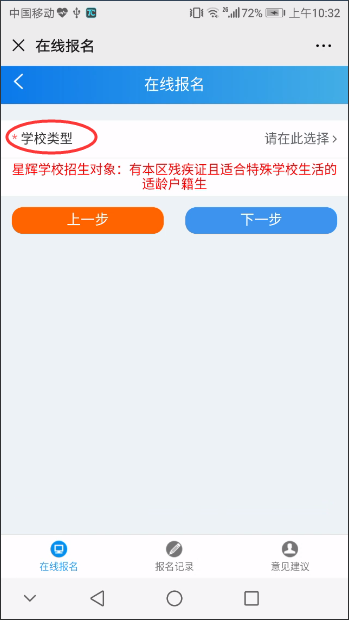 中国移动 26 72% 上午10:32
在线报名
在线报名
* 学校类型 请在此选择
星辉学校招生对象：有本区残疾证且适合特殊学校生活的
适龄户籍生
上一步 下一步
在线报名 报名记录 意见建议